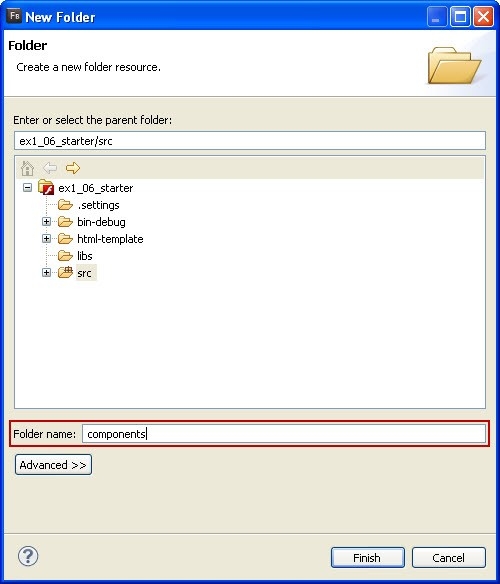 FB New Folder
Folder
Create a new folder resource.
Enter or select the parent folder:
ex1_06_starter/src
ex1_06_starter
.settings
bin-debug
html-template
libs
src
Folder name: components
Advanced >>
?
Finish Cancel